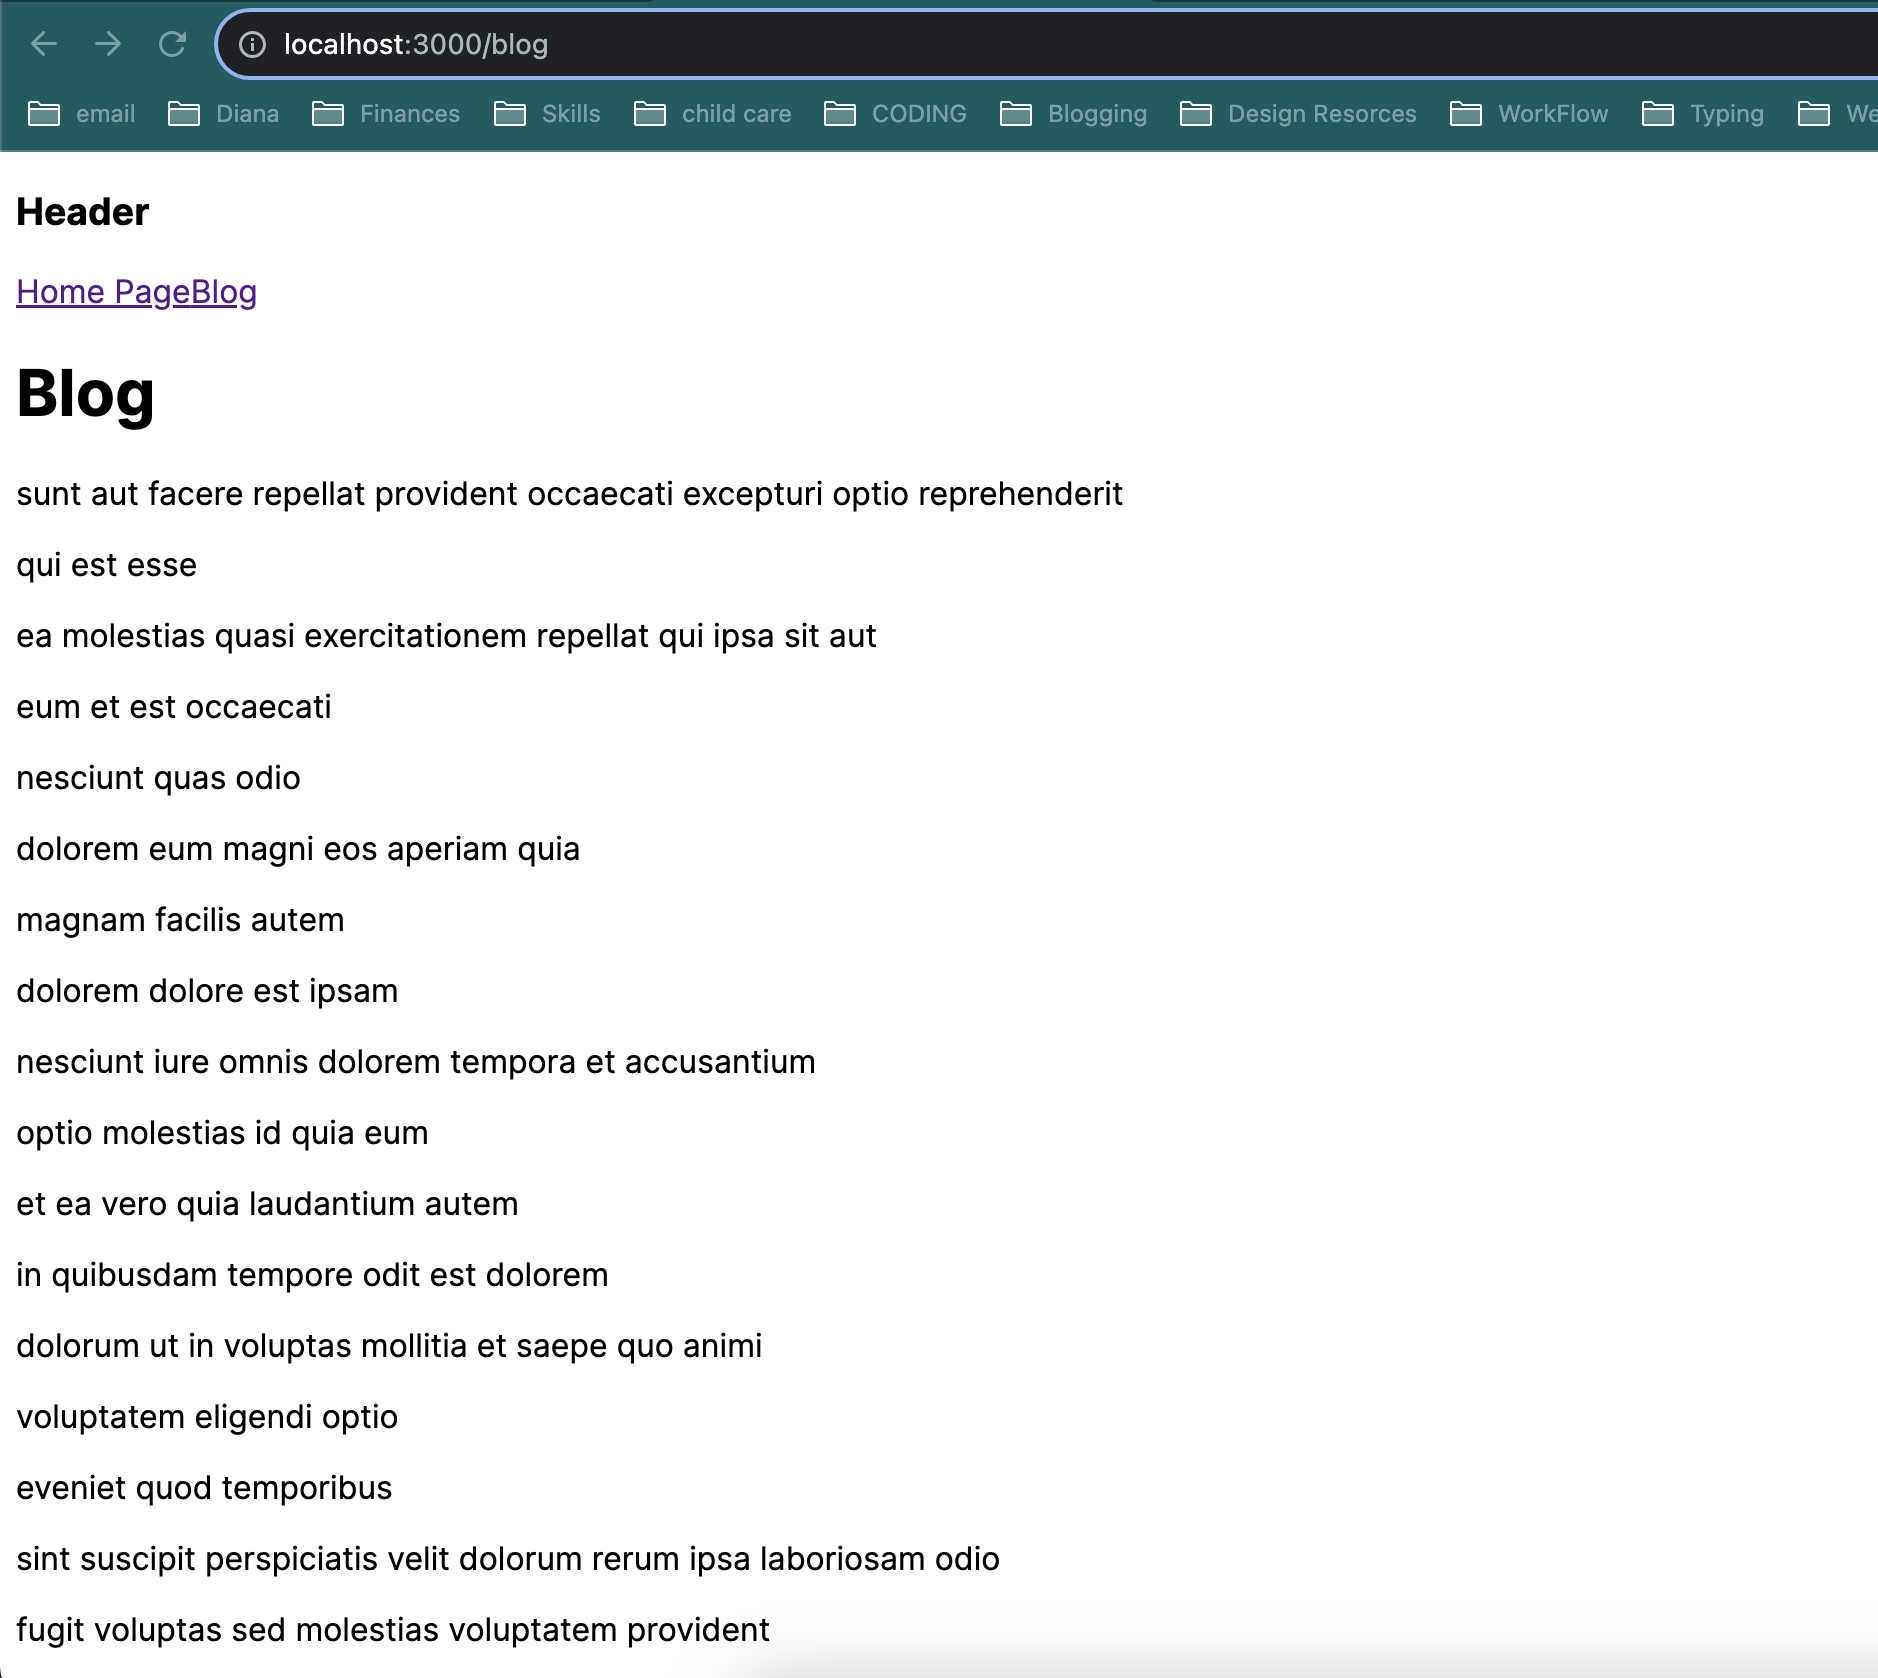 localhost:3000/blog
email Diana Finances Skills child care CODING Blogging Design Resorces WorkFlow Typing We
Header
Home PageBlog
Blog
sunt aut facere repellat provident occaecati excepturi optio reprehenderit
qui est esse
ea molestias quasi exercitationem repellat qui ipsa sit aut
eum et est occaecati
nesciunt quas odio
dolorem eum magni eos aperiam quia
magnam facilis autem
dolorem dolore est ipsam
nesciunt iure omnis dolorem tempora et accusantium
optio molestias id quia eum
et ea vero quia laudantium autem
in quibusdam tempore odit est dolorem
dolorum ut in voluptas mollitia et saepe quo animi
voluptatem eligendi optio
eveniet quod temporibus
sint suscipit perspiciatis velit dolorum rerum ipsa laboriosam odio
fugit voluptas sed molestias voluptatem provident